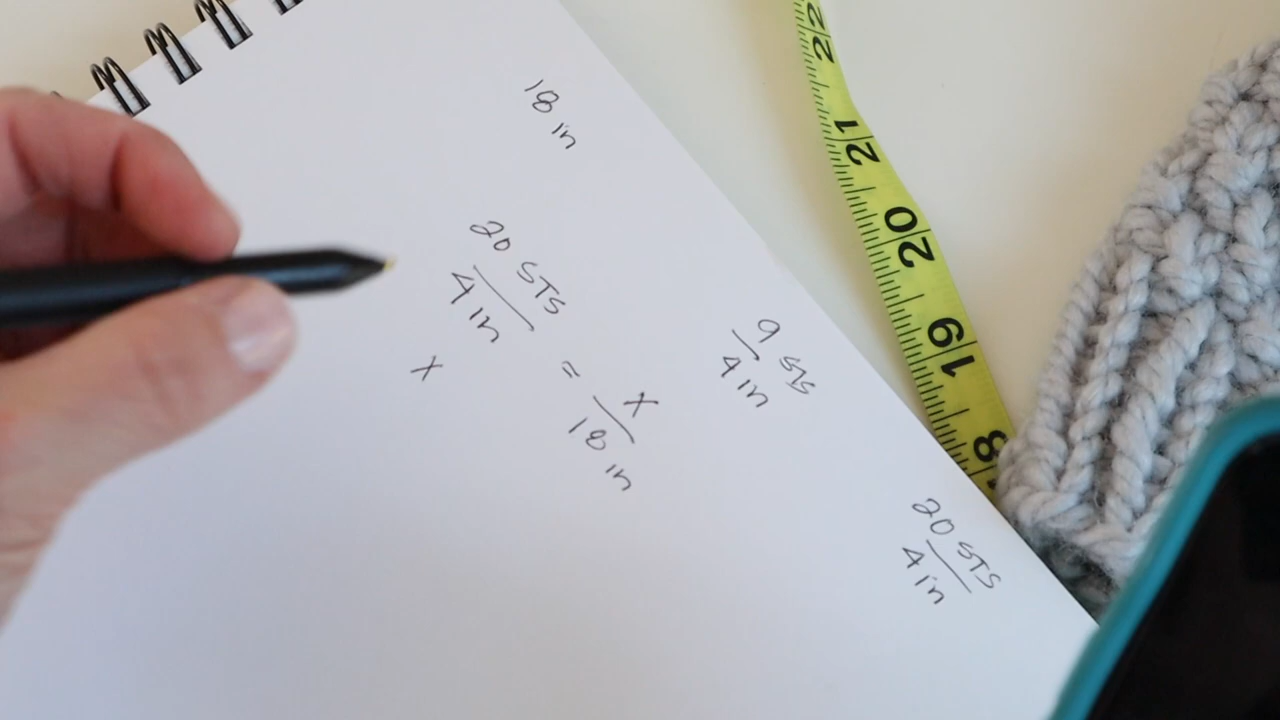 18 in
20 STS
4 in
=
x
18 in
x
9 STS
4 in
20 STS
4 in
22
21
20
19
18